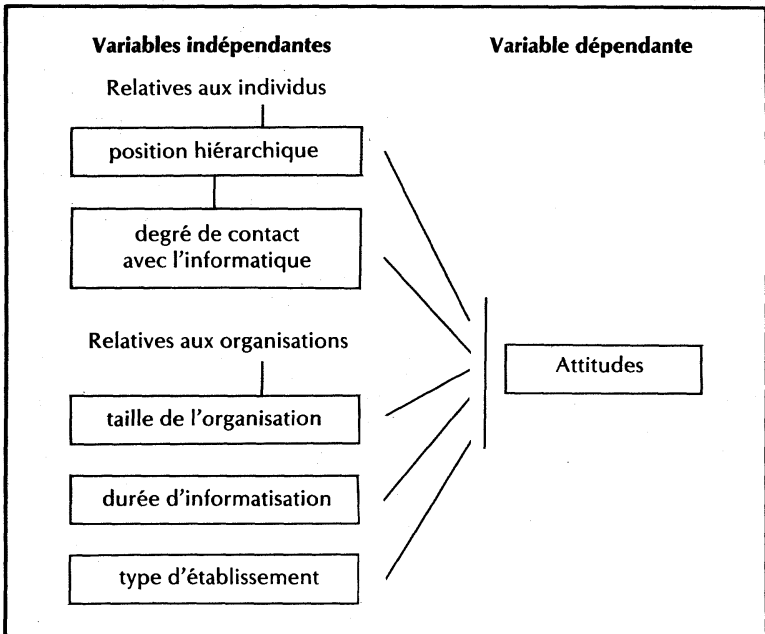 Variables indépendantes
Variable dépendante
Relatives aux individus
position hiérarchique
degré de contact
avec l'informatique
Relatives aux organisations
taille de l'organisation
durée d'informatisation
type d'établissement
Attitudes